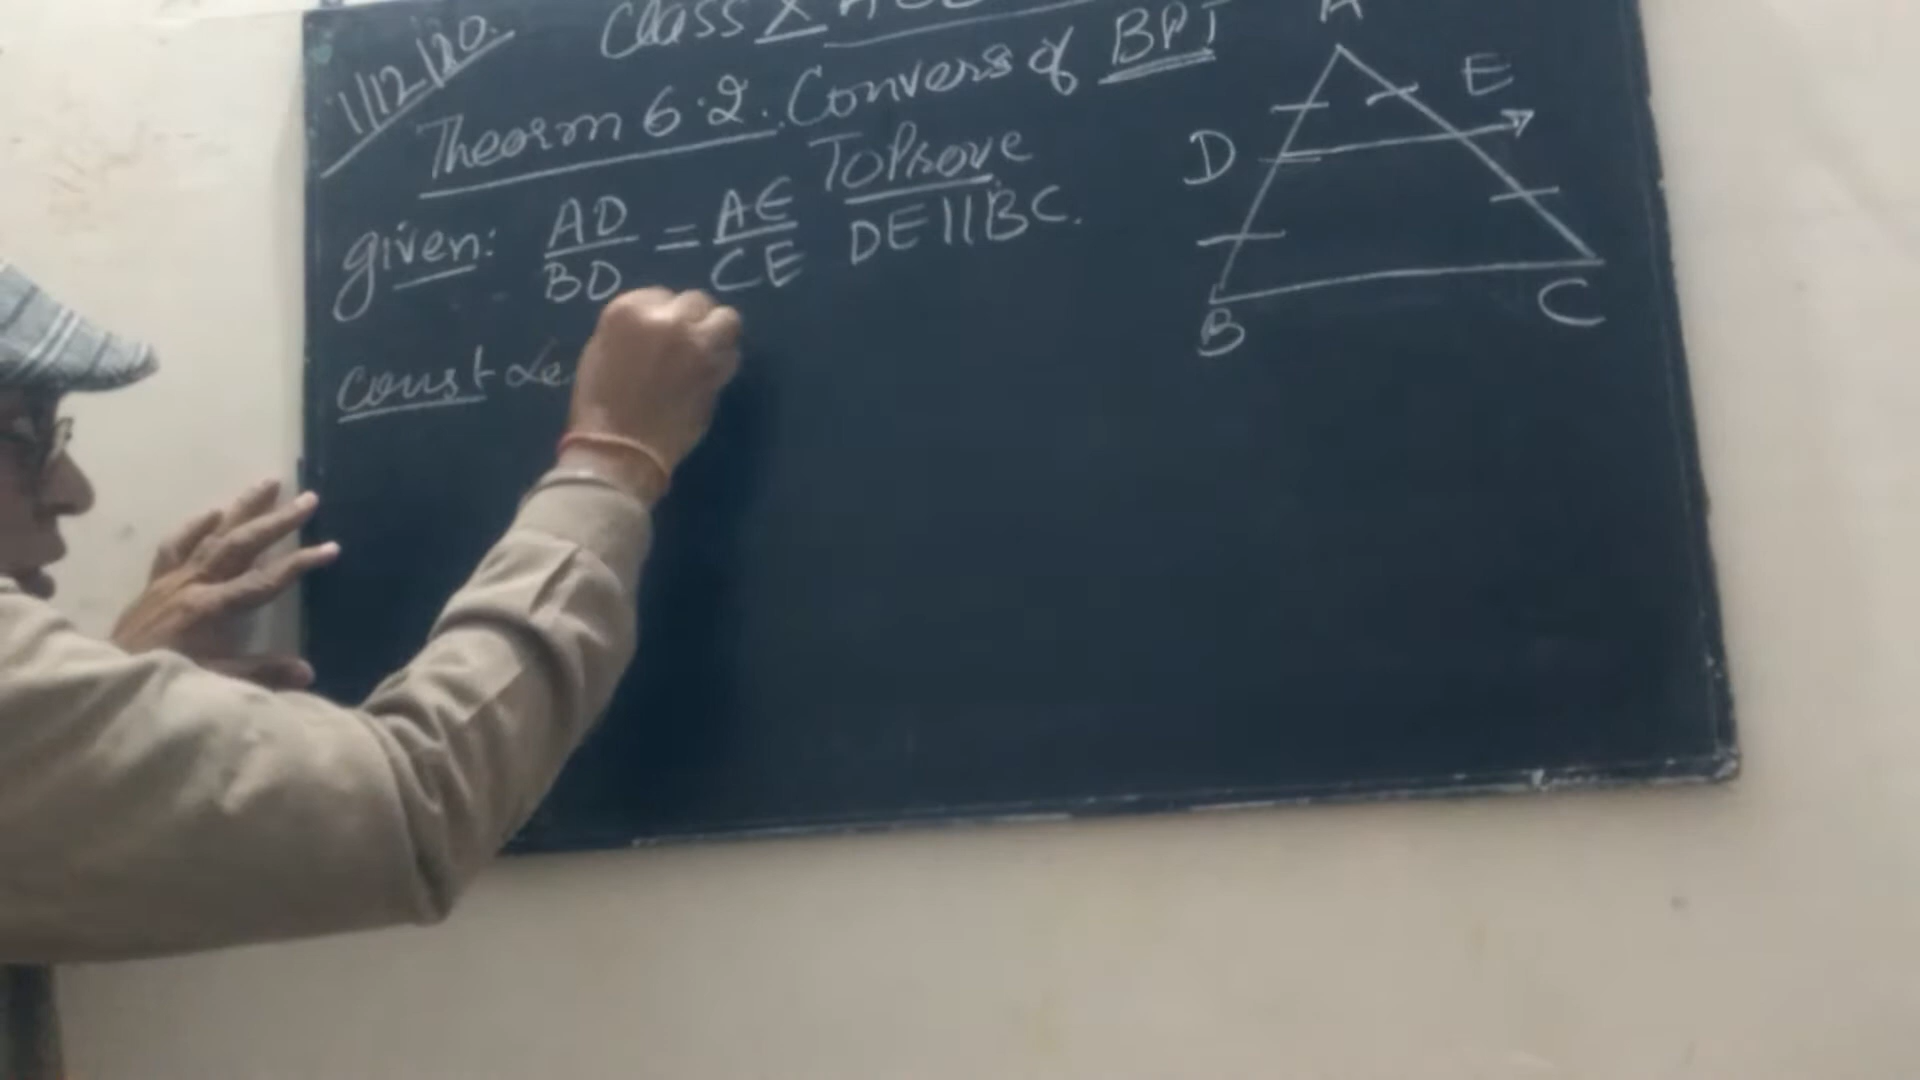 1/12/20.
Class X
Theorm 6.2. Convers of BPT
given: AD/BD = AE/CE
To Prove
DE || BC.
const
A
D
E
B
C